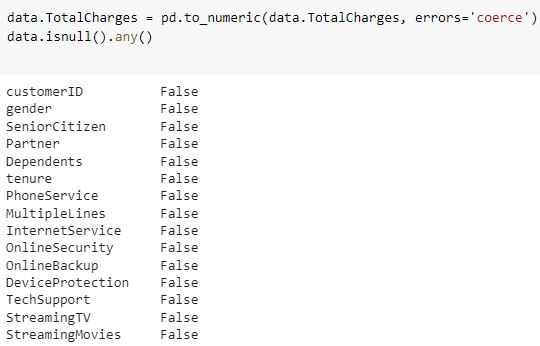 data.TotalCharges = pd.to_numeric(data.TotalCharges, errors='coerce')
data.isnull().any()
customerID False
gender False
SeniorCitizen False
Partner False
Dependents False
tenure False
PhoneService False
MultipleLines False
InternetService False
OnlineSecurity False
OnlineBackup False
DeviceProtection False
TechSupport False
StreamingTV False
StreamingMovies False